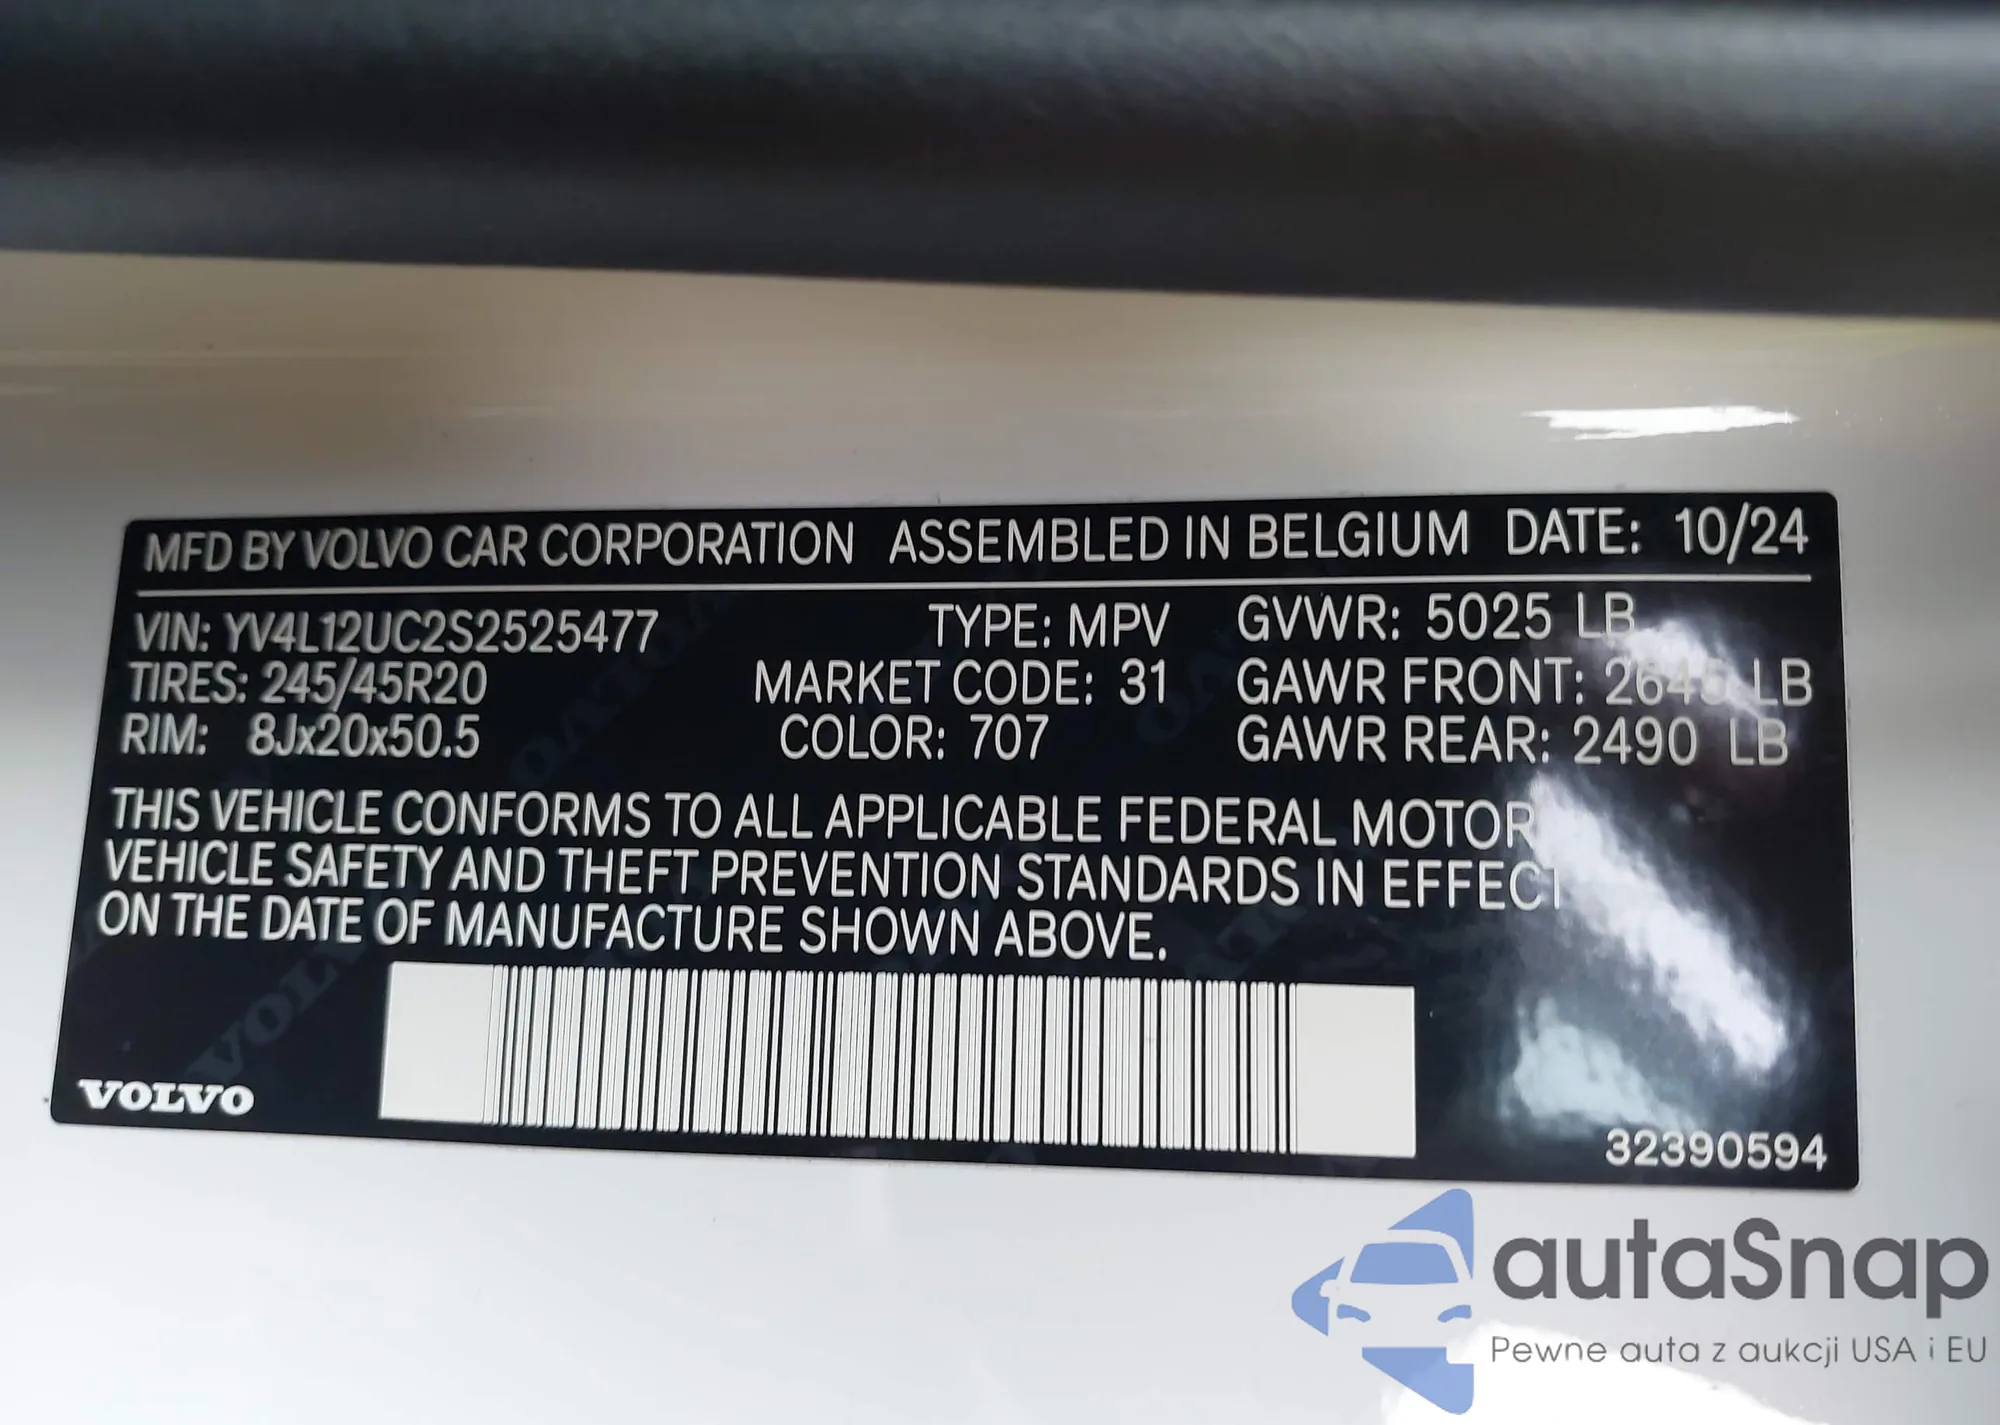 MFD BY VOLVO CAR CORPORATION ASSEMBLED IN BELGIUM DATE: 10/24
VIN: YV4L12UC2S2525477 TYPE: MPV GVWR: 5025 LB
TIRES: 245/45R20 MARKET CODE: 31 GAWR FRONT: 2645 LB
RIM: 8Jx20x50.5 COLOR: 707 GAWR REAR: 2490 LB
THIS VEHICLE CONFORMS TO ALL APPLICABLE FEDERAL MOTOR
VEHICLE SAFETY AND THEFT PREVENTION STANDARDS IN EFFECT
ON THE DATE OF MANUFACTURE SHOWN ABOVE.
VOLVO
32390594
autaSnap
Pewne auta z aukcji USA i EU